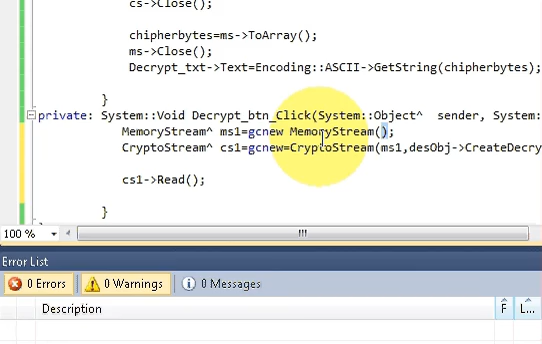 cs->Close();
chipherbytes=ms->ToArray();
ms->Close();
Decrypt_txt->Text=Encoding::ASCII->GetString(chipherbytes);
}
private: System::Void Decrypt_btn_Click(System::Object^ sender, System:
MemoryStream^ ms1=gcnew MemoryStream();
CryptoStream^ cs1=gcnew=CryptoStream(ms1,desObj->CreateDecry
cs1->Read();
}
100 %
Error List
0 Errors
0 Warnings
0 Messages
Description
F
L...